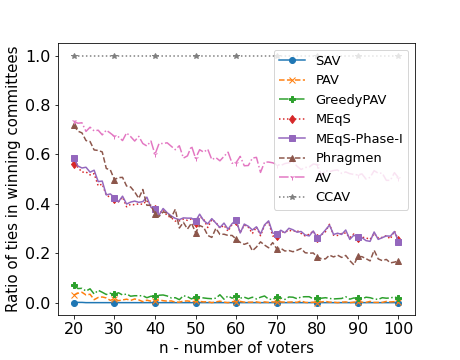 Ratio of ties in winning committees
1.0
0.8
0.6
0.4
0.2
0.0
SAV
PAV
GreedyPAV
MEqS
MEqS-Phase-I
Phragmen
AV
CCAV
20 30 40 50 60 70 80 90 100
n - number of voters